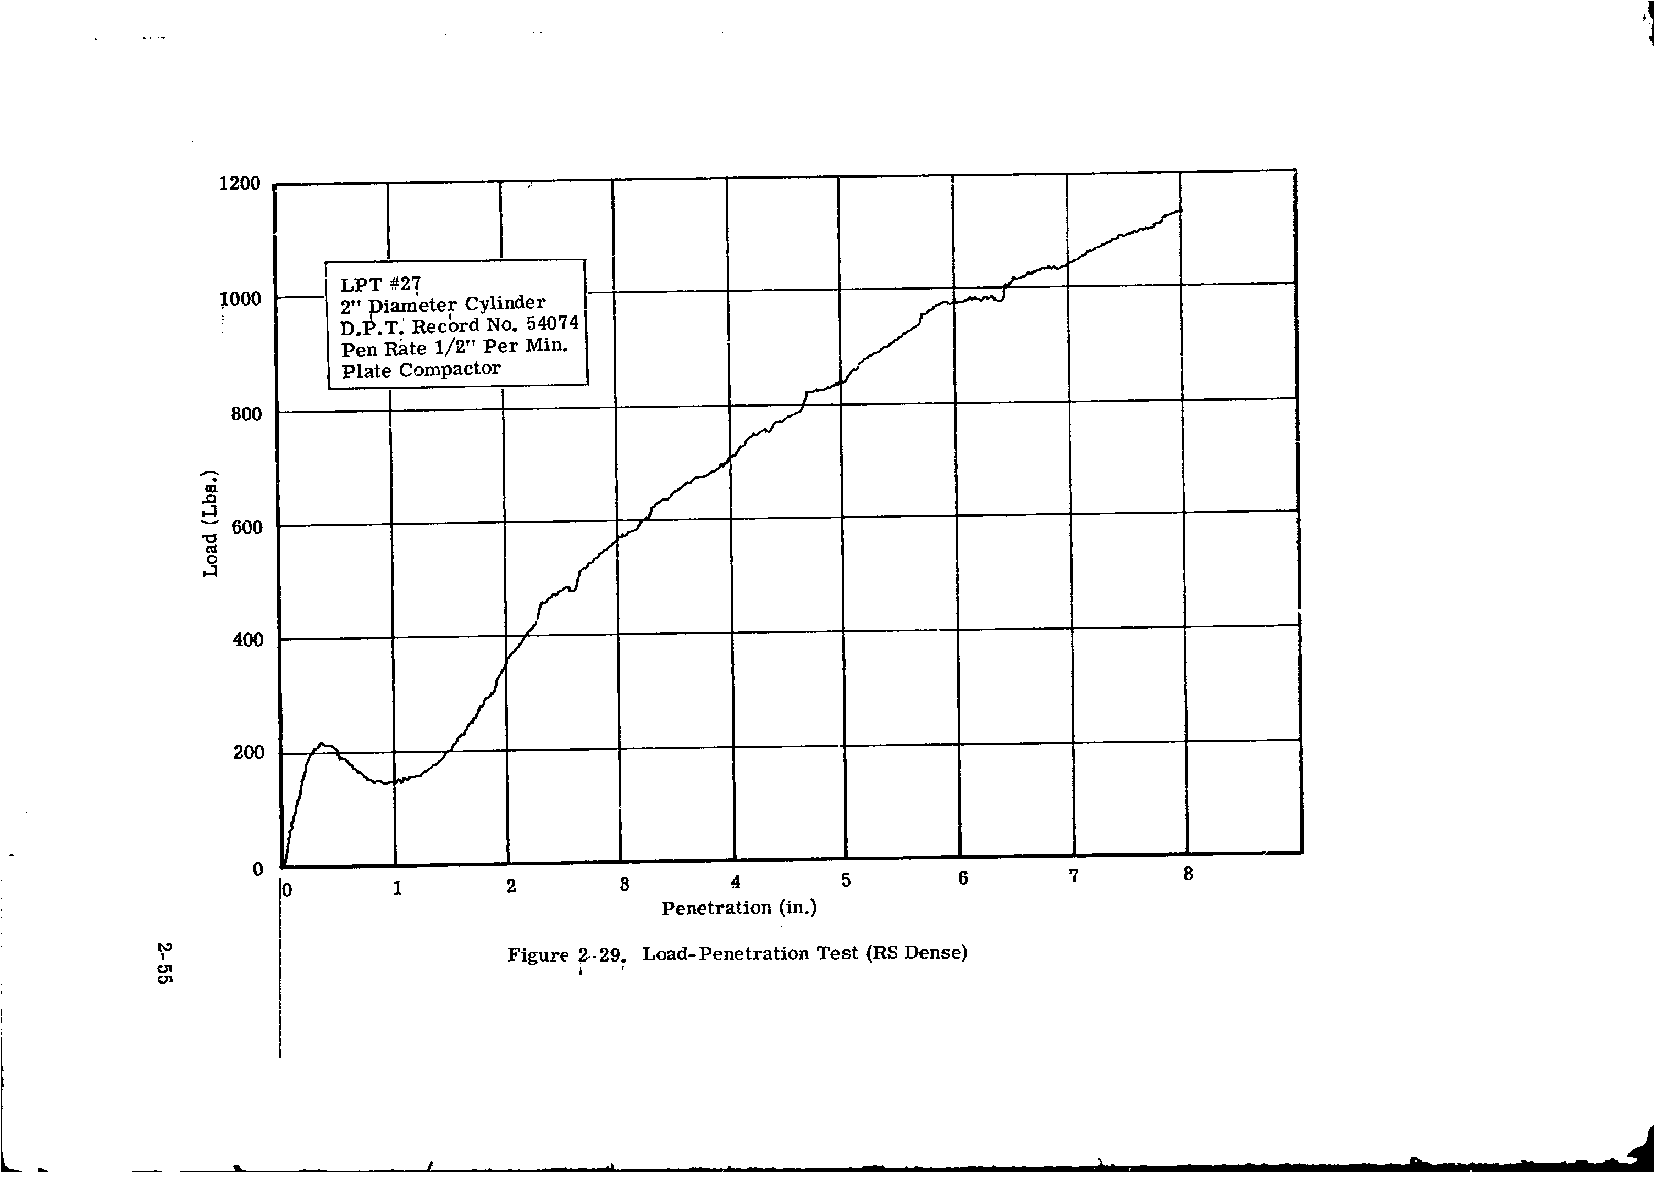 1200
1000
800
600
400
200
0
Load (Lbs.)
LPT #27
2" Diameter Cylinder
D.P.T. Record No. 54074
Pen Rate 1/2" Per Min.
Plate Compactor
0 1 2 3 4 5 6 7 8
Penetration (in.)
Figure 2-29. Load-Penetration Test (RS Dense)
2-55